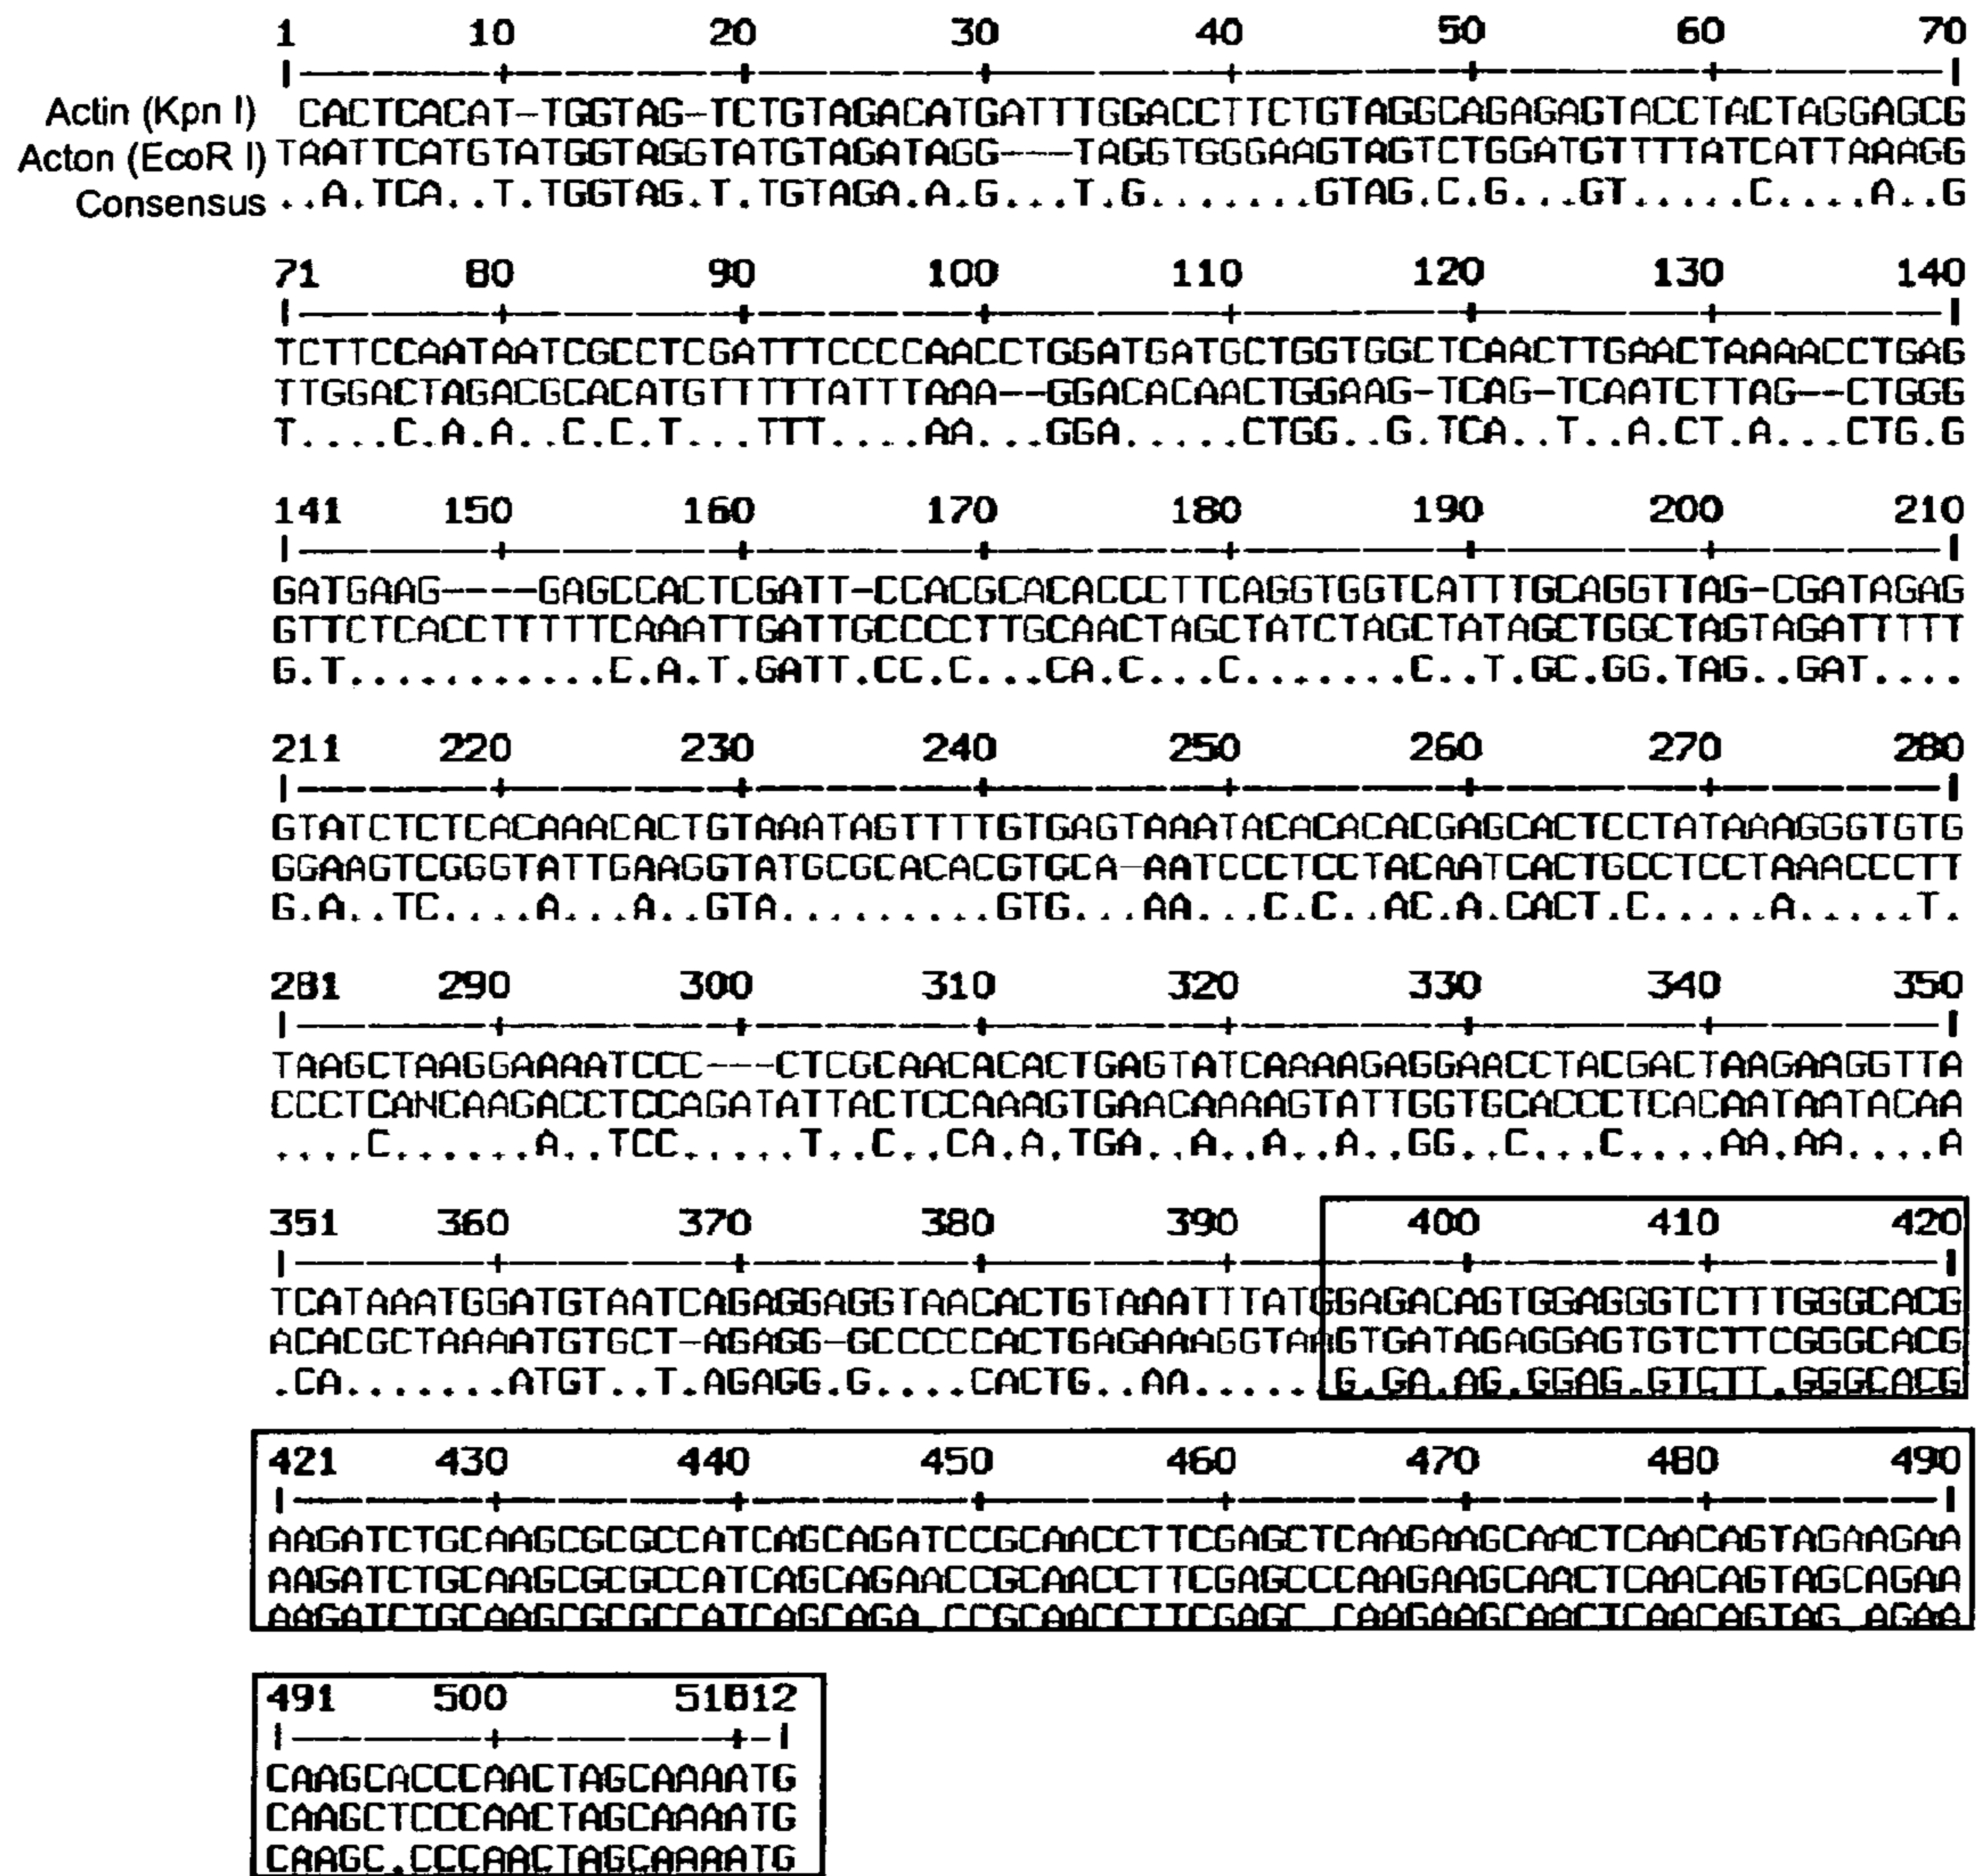 1 10 20 30 40 50 60 70
Actin (Kpn I) CACTCACAT-TGGTAG-TCTGTAGACATGATTTGGACCTTCTGTAGGCAGAGAGTACCTACTAGGAGCG
Acton (EcoR I) TAATTCATGTATGGTAGGTATGTAGATAGG---TAGGTGGGAAGTAGTCTGGATGTTTTATCATTAAAGG
Consensus ..A.TCA..T.TGGTAG.T.TGTAGA.A.G...T.G.......GTAG.C.G...GT.....C....A..G
71 80 90 100 110 120 130 140
TCTTCCAATAATCGCCTCGATTTCCCCAACCTGGATGATGCTGGTGGCTCAACTTGAACTAAAACCTGAG
TTGGACTAGACGCACATGTTTTTATTTAAA--GGACACAACTGGAAG-TCAG-TCAATCTTAG--CTGGG
T....C.A.A..C.C.T...TTT....AA...GGA.....CTGG..G.TCA..T..A.CT.A...CTG.G
141 150 160 170 180 190 200 210
GATGAAG----GAGCCACTCGATT-CCACGCACACCCTTCAGGTGGTCATTTGCAGGTTAG-CGATAGAG
GTTCTCACCTTTTTTCAAATTGATTGCCCCTTGCAACTAGCTATCTAGCTATAGCTGGCTAGTAGATTTTT
G.T...........C.A.T.GATT.CC.C...CA.C...C.......C..T.GC.GG.TAG..GAT....
211 220 230 240 250 260 270 280
GTATCTCTCACAAACACTGTAAATAGTTTTGTGAGTAAATACACACACGAGCACTCCTATAAAGGGTGTG
GGAAGTCGGGTATTGAAGGTATGCGCACACGTGCA-AATCCCTCCTACAATCACTGCCTCCTAAACCCTT
G.A..TC....A...A..GTA.........GTG...AA...C.C..AC.A.CACT.C.....A.....T.
281 290 300 310 320 330 340 350
TAAGCTAAGGAAAATCCC---CTCGCAACACACTGAGTATCAAAAGAGGAACCTACGACTAAGAAGGTTA
CCCTCANCAAGACCTCCAGATATTACTCCAAAGTGAACAAAAGTATTGGTGCACCCTCACAATAATACAA
....C......A..TCC.....T..C..CA.A.TGA..A..A..A..GG..C...C....AA.AA....A
351 360 370 380 390 400 410 420
TCATAAATGGATGTAATCAGAGGAGGTAACACTGTAAATTTATGGAGACAGTGGAGGGTCTTTGGGCACG
ACACGCTAAAATGTGCT-AGAGG-GCCCCCCACTGAGAAAGGTAAGTGATAGAGGAGTGTCTTCGGGCACG
.CA.......ATGT..T.AGAGG.G....CACTG..AA......G.GA.AG.GGAG.GTCTT.GGGCACG
421 430 440 450 460 470 480 490
AAGATCTGCAAGCGCGCCATCAGCAGATCCGCAACCTTCGAGCTCAAGAAGCAACTCAACAGTAGAAGAA
AAGATCTGCAAGCGCGCCATCAGCAGAACCGCAACCTTCGAGCCCAAGAAGCAACTCAACAGTAGCAGAA
AAGATCTGCAAGCGCGCCATCAGCAGA.CCGCAACCTTCGAGC.CAAGAAGCAACTCAACAGTAG.AGAA
491 500 510512
CAAGCACCCAACTAGCAAAATG
CAAGCTCCCAACTAGCAAAATG
CAAGC.CCCAACTAGCAAAATG